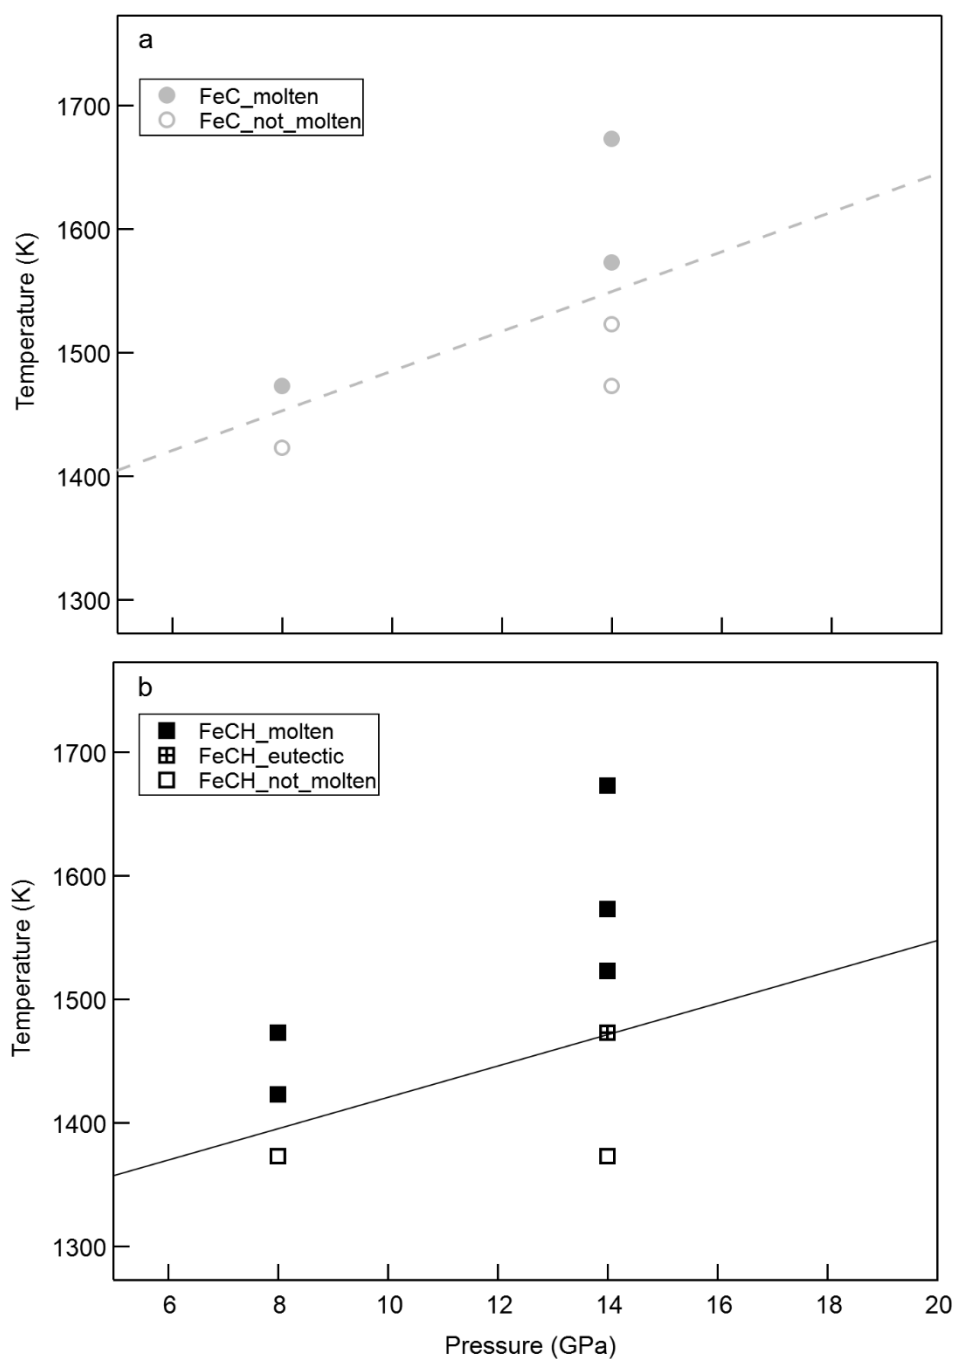 a
FeC_molten
FeC_not_molten
1700
1600
1500
1400
1300
Temperature (K)
b
FeCH_molten
FeCH_eutectic
FeCH_not_molten
1700
1600
1500
1400
1300
Temperature (K)
6 8 10 12 14 16 18 20
Pressure (GPa)